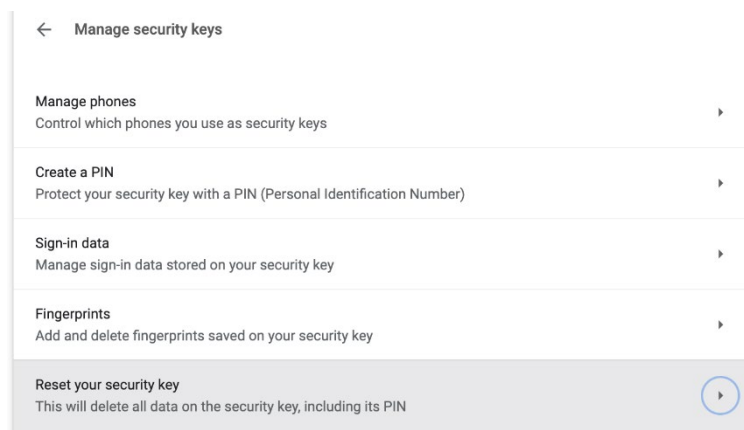 Manage security keys
Manage phones
Control which phones you use as security keys
Create a PIN
Protect your security key with a PIN (Personal Identification Number)
Sign-in data
Manage sign-in data stored on your security key
Fingerprints
Add and delete fingerprints saved on your security key
Reset your security key
This will delete all data on the security key, including its PIN